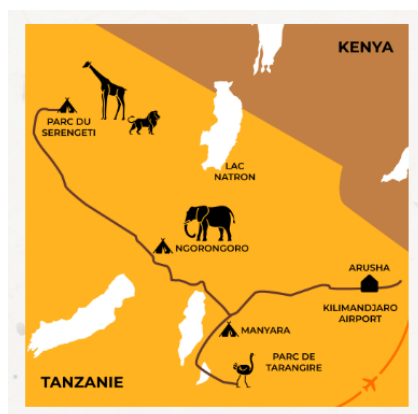 KENYA
PARC DU
SERENGETI
LAC
NATRON
NGORONGORO
ARUSHA
KILIMANDJARO
AIRPORT
MANYARA
PARC DE
TARANGIRE
TANZANIE